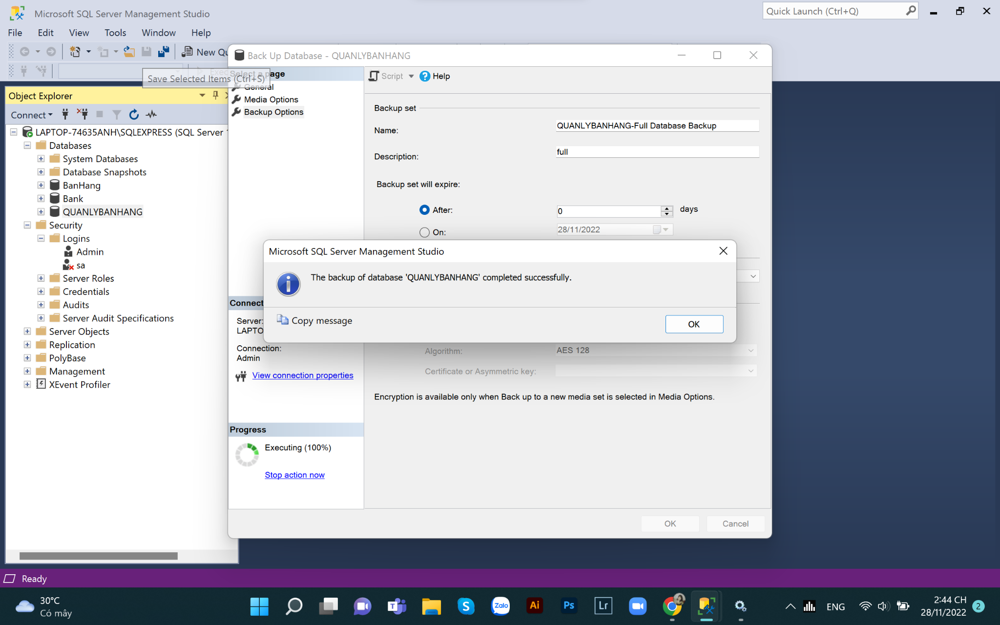 Microsoft SQL Server Management Studio
Quick Launch (Ctrl+Q)
File Edit View Tools Window Help
New Qu
Back Up Database - QUANLYBANHANG
Exec
Save Selected Items (Ctrl+S)
Select a page
Script Help
General
Media Options
Backup Options
Object Explorer
Connect
LAPTOP-74635ANH\SQLEXPRESS (SQL Server 1
Databases
System Databases
Database Snapshots
BanHang
Bank
QUANLYBANHANG
Security
Logins
Admin
sa
Server Roles
Credentials
Audits
Server Audit Specifications
Server Objects
Replication
PolyBase
Management
XEvent Profiler
Backup set
Name: QUANLYBANHANG-Full Database Backup
Description: full
Backup set will expire:
After: 0 days
On: 28/11/2022
Microsoft SQL Server Management Studio
The backup of database 'QUANLYBANHANG' completed successfully.
Copy message
OK
Connect
Server:
LAPTO
Connection:
Admin
View connection properties
Algorithm: AES 128
Certificate or Asymmetric key:
Encryption is available only when Back up to a new media set is selected in Media Options.
Progress
Executing (100%)
Stop action now
OK Cancel
Ready
30°C
Có mây
T
S
Zalo
Ai
Ps
Lr
ENG
2:44 CH
28/11/2022
2